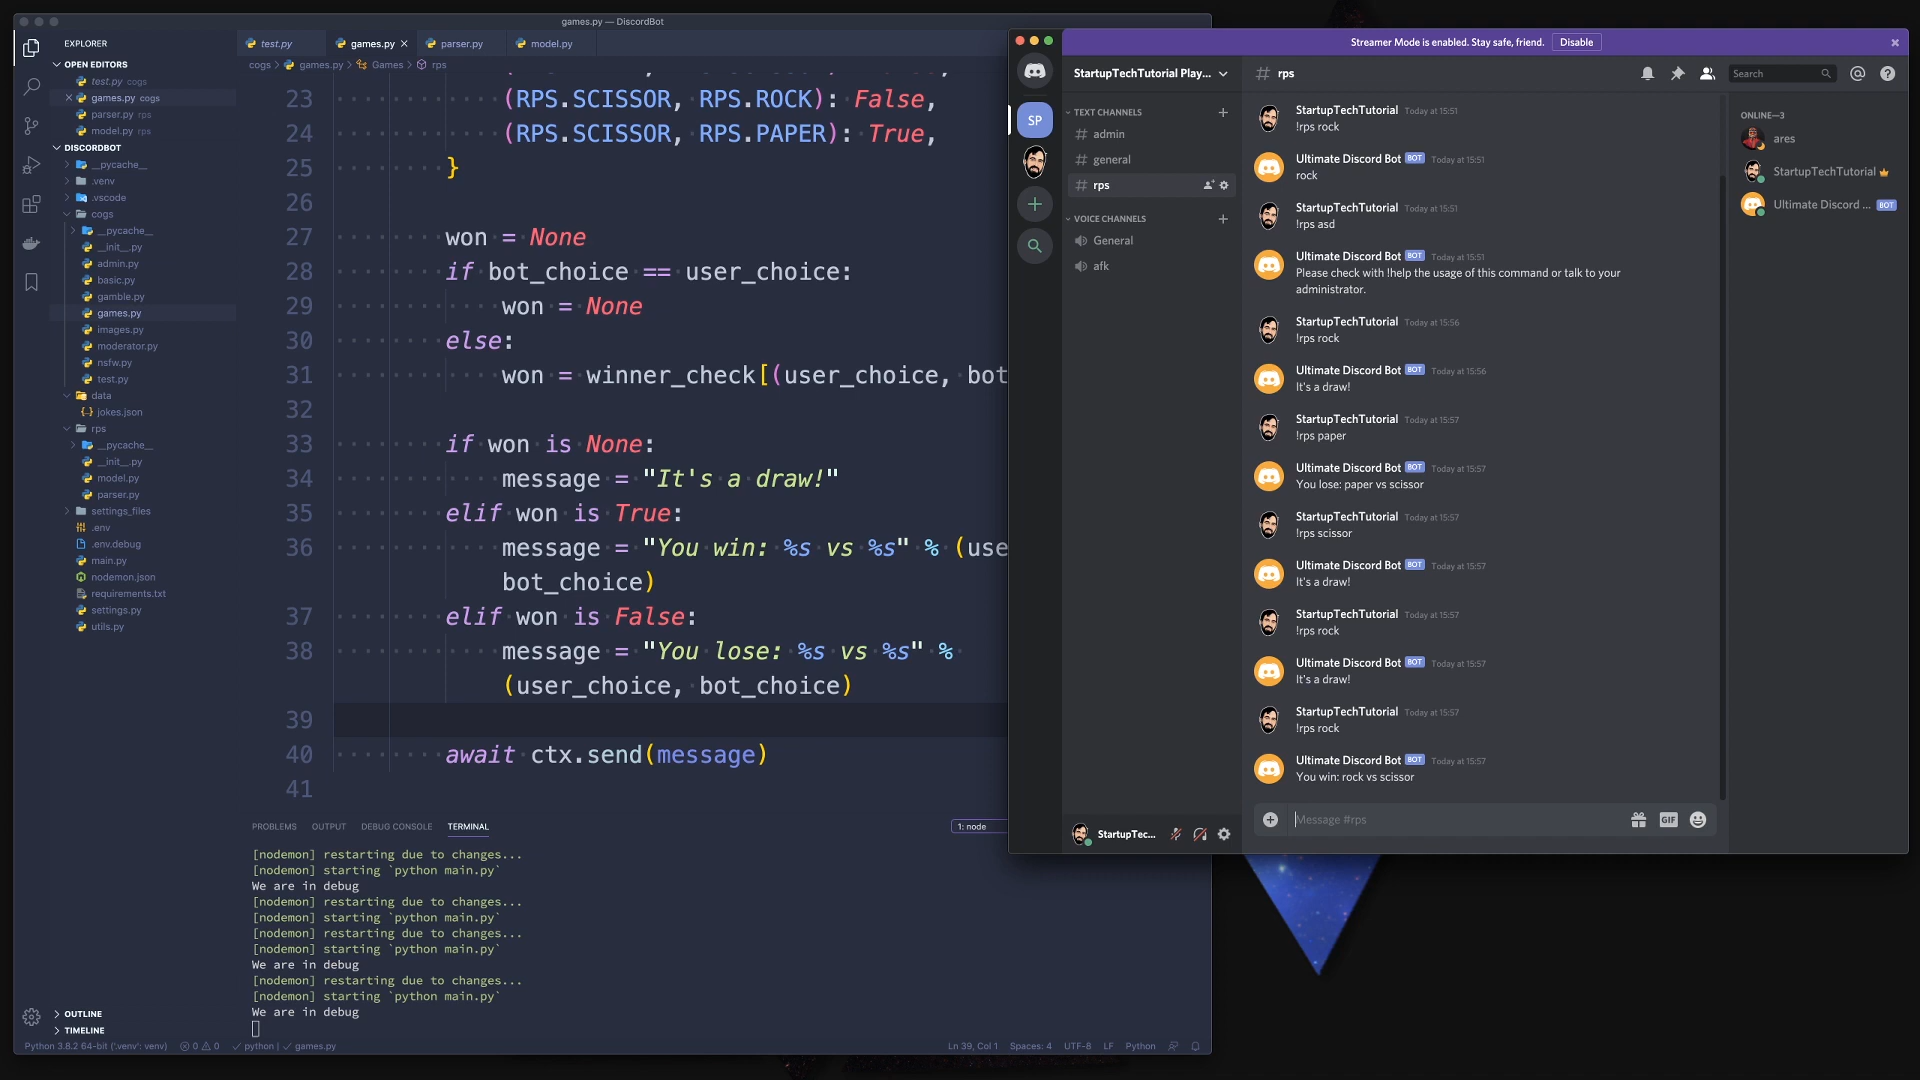 games.py — DiscordBot
EXPLORER
OPEN EDITORS
test.py cogs
games.py cogs
parser.py rps
model.py rps
DISCORDBOT
__pycache__
.venv
.vscode
cogs
__pycache__
__init__.py
admin.py
basic.py
gamble.py
games.py
images.py
moderator.py
nsfw.py
test.py
data
jokes.json
rps
__pycache__
__init__.py
model.py
parser.py
settings_files
.env
.env.debug
main.py
nodemon.json
requirements.txt
settings.py
utils.py
OUTLINE
TIMELINE
test.py games.py parser.py model.py
cogs > games.py > Games > rps
23 (RPS.SCISSOR, RPS.ROCK): False,
24 (RPS.SCISSOR, RPS.PAPER): True,
25 }
26
27 won = None
28 if bot_choice == user_choice:
29 won = None
30 else:
31 won = winner_check[(user_choice, bot
32
33 if won is None:
34 message = "It's a draw!"
35 elif won is True:
36 message = "You win: %s vs %s" % (use
bot_choice)
37 elif won is False:
38 message = "You lose: %s vs %s" %
(user_choice, bot_choice)
39
40 await ctx.send(message)
41
PROBLEMS OUTPUT DEBUG CONSOLE TERMINAL 1: node
[nodemon] restarting due to changes...
[nodemon] starting `python main.py`
We are in debug
[nodemon] restarting due to changes...
[nodemon] starting `python main.py`
[nodemon] restarting due to changes...
[nodemon] starting `python main.py`
We are in debug
[nodemon] restarting due to changes...
[nodemon] starting `python main.py`
We are in debug
Python 3.8.2 64-bit ('.venv': venv) 0 0 python | games.py Ln 39, Col 1 Spaces: 4 UTF-8 LF Python
Streamer Mode is enabled. Stay safe, friend. Disable
SP
StartupTechTutorial Play...
TEXT CHANNELS
# admin
# general
# rps
VOICE CHANNELS
General
afk
StartupTec...
# rps
Search
StartupTechTutorial Today at 15:51
!rps rock
Ultimate Discord Bot BOT Today at 15:51
rock
StartupTechTutorial Today at 15:51
!rps asd
Ultimate Discord Bot BOT Today at 15:51
Please check with !help the usage of this command or talk to your
administrator.
StartupTechTutorial Today at 15:56
!rps rock
Ultimate Discord Bot BOT Today at 15:56
It's a draw!
StartupTechTutorial Today at 15:57
!rps paper
Ultimate Discord Bot BOT Today at 15:57
You lose: paper vs scissor
StartupTechTutorial Today at 15:57
!rps scissor
Ultimate Discord Bot BOT Today at 15:57
It's a draw!
StartupTechTutorial Today at 15:57
!rps rock
Ultimate Discord Bot BOT Today at 15:57
It's a draw!
StartupTechTutorial Today at 15:57
!rps rock
Ultimate Discord Bot BOT Today at 15:57
You win: rock vs scissor
Message #rps
GIF
ONLINE—3
ares
StartupTechTutorial
Ultimate Discord ... BOT